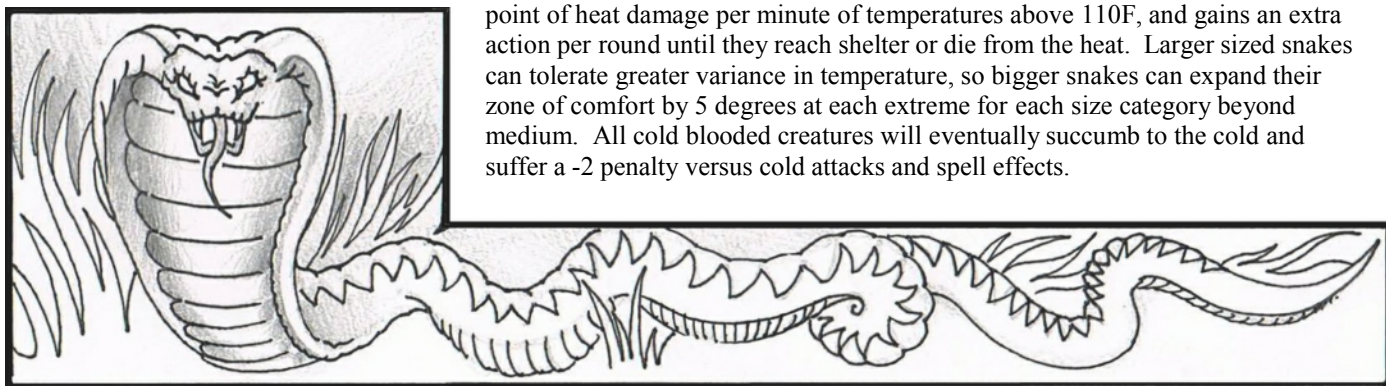 point of heat damage per minute of temperatures above 110F, and gains an extra
action per round until they reach shelter or die from the heat.  Larger sized snakes
can tolerate greater variance in temperature, so bigger snakes can expand their
zone of comfort by 5 degrees at each extreme for each size category beyond
medium.  All cold blooded creatures will eventually succumb to the cold and
suffer a -2 penalty versus cold attacks and spell effects.